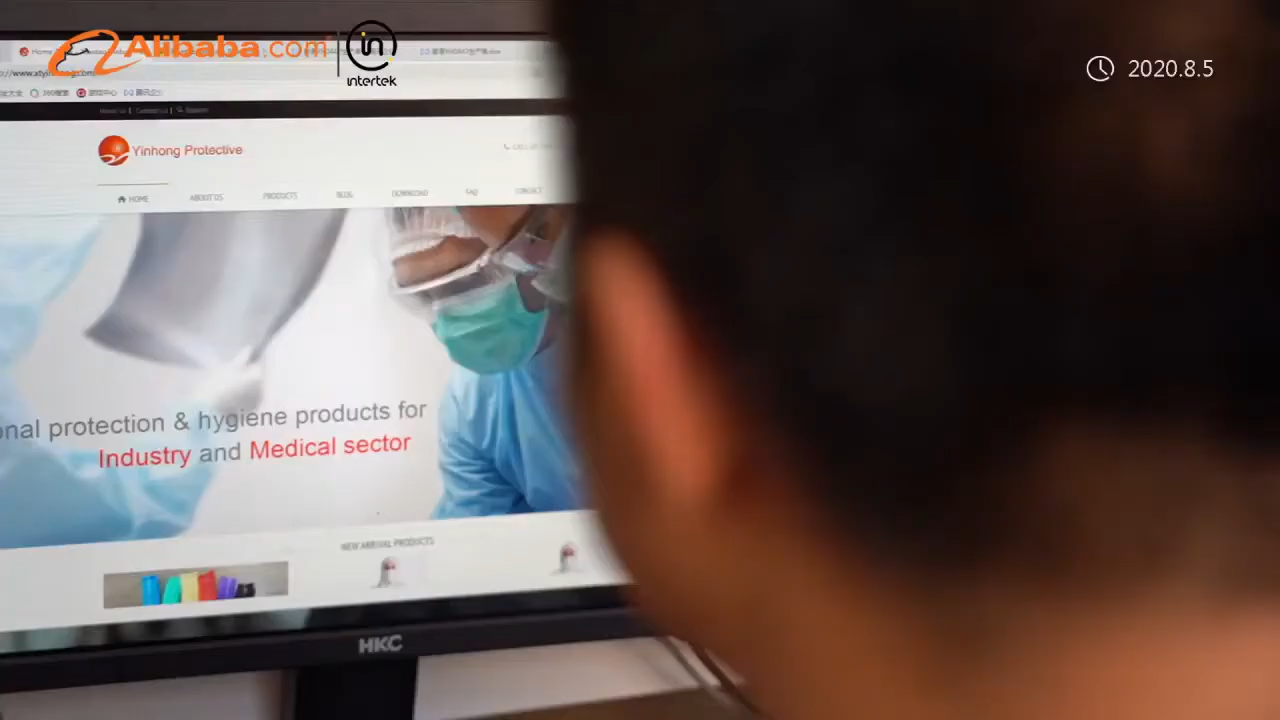 Alibaba.com
intertek
2020.8.5
Yinhong Protective
HOME
ABOUT US
PRODUCTS
BLOG
DOWNLOAD
FAQ
CONTACT
onal protection & hygiene products for
Industry and Medical sector
NEW ARRIVAL PRODUCTS
HKC